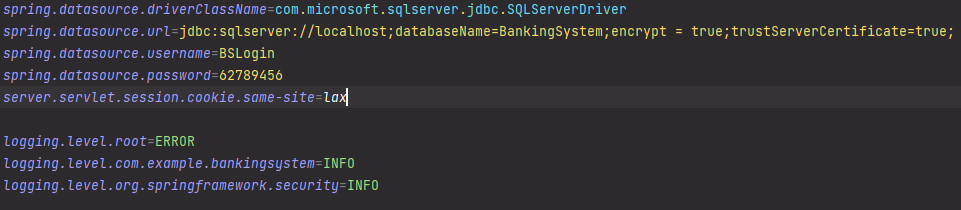 spring.datasource.driverClassName=com.microsoft.sqlserver.jdbc.SQLServerDriver
spring.datasource.url=jdbc:sqlserver://localhost;databaseName=BankingSystem;encrypt = true;trustServerCertificate=true;
spring.datasource.username=BSLogin
spring.datasource.password=62789456
server.servlet.session.cookie.same-site=lax
logging.level.root=ERROR
logging.level.com.example.bankingsystem=INFO
logging.level.org.springframework.security=INFO